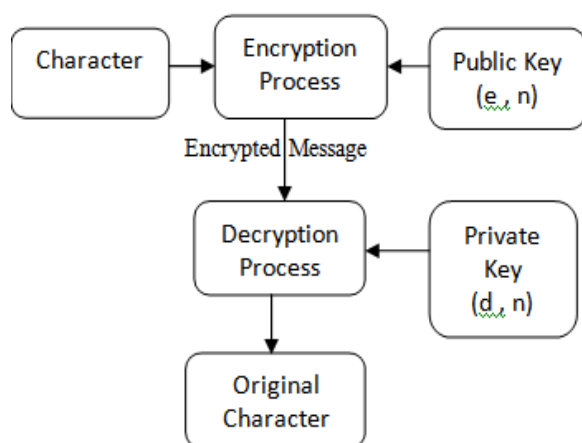 Character
Encryption
Process
Public Key
(e , n)
Encrypted Message
Decryption
Process
Private
Key
(d , n)
Original
Character